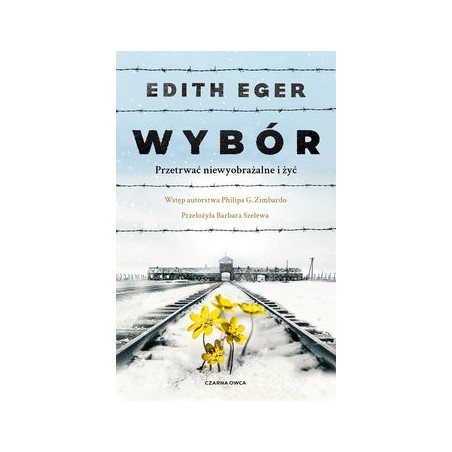 EDITH EGER
WYBÓR
Przetrwać niewyobrażalne i żyć
Wstęp autorstwa Philipa G. Zimbardo
Przełożyła Barbara Szelewa
CZARNA OWCA